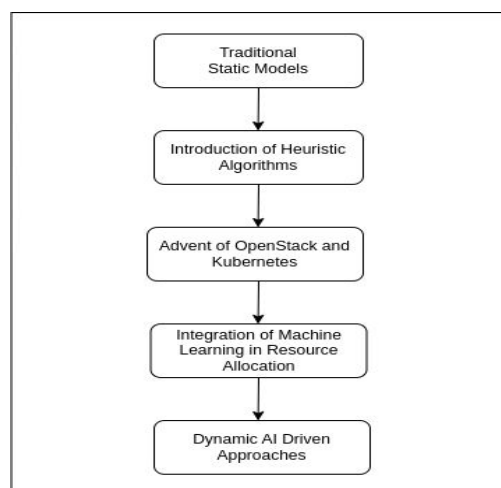 Traditional
Static Models
Introduction of Heuristic
Algorithms
Advent of OpenStack and
Kubernetes
Integration of Machine
Learning in Resource
Allocation
Dynamic AI Driven
Approaches